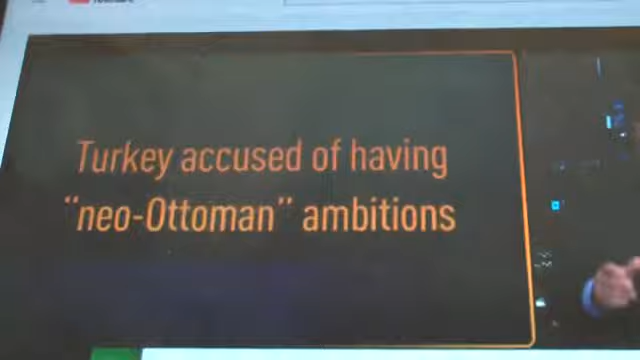 Turkey accused of having
“neo-Ottoman” ambitions